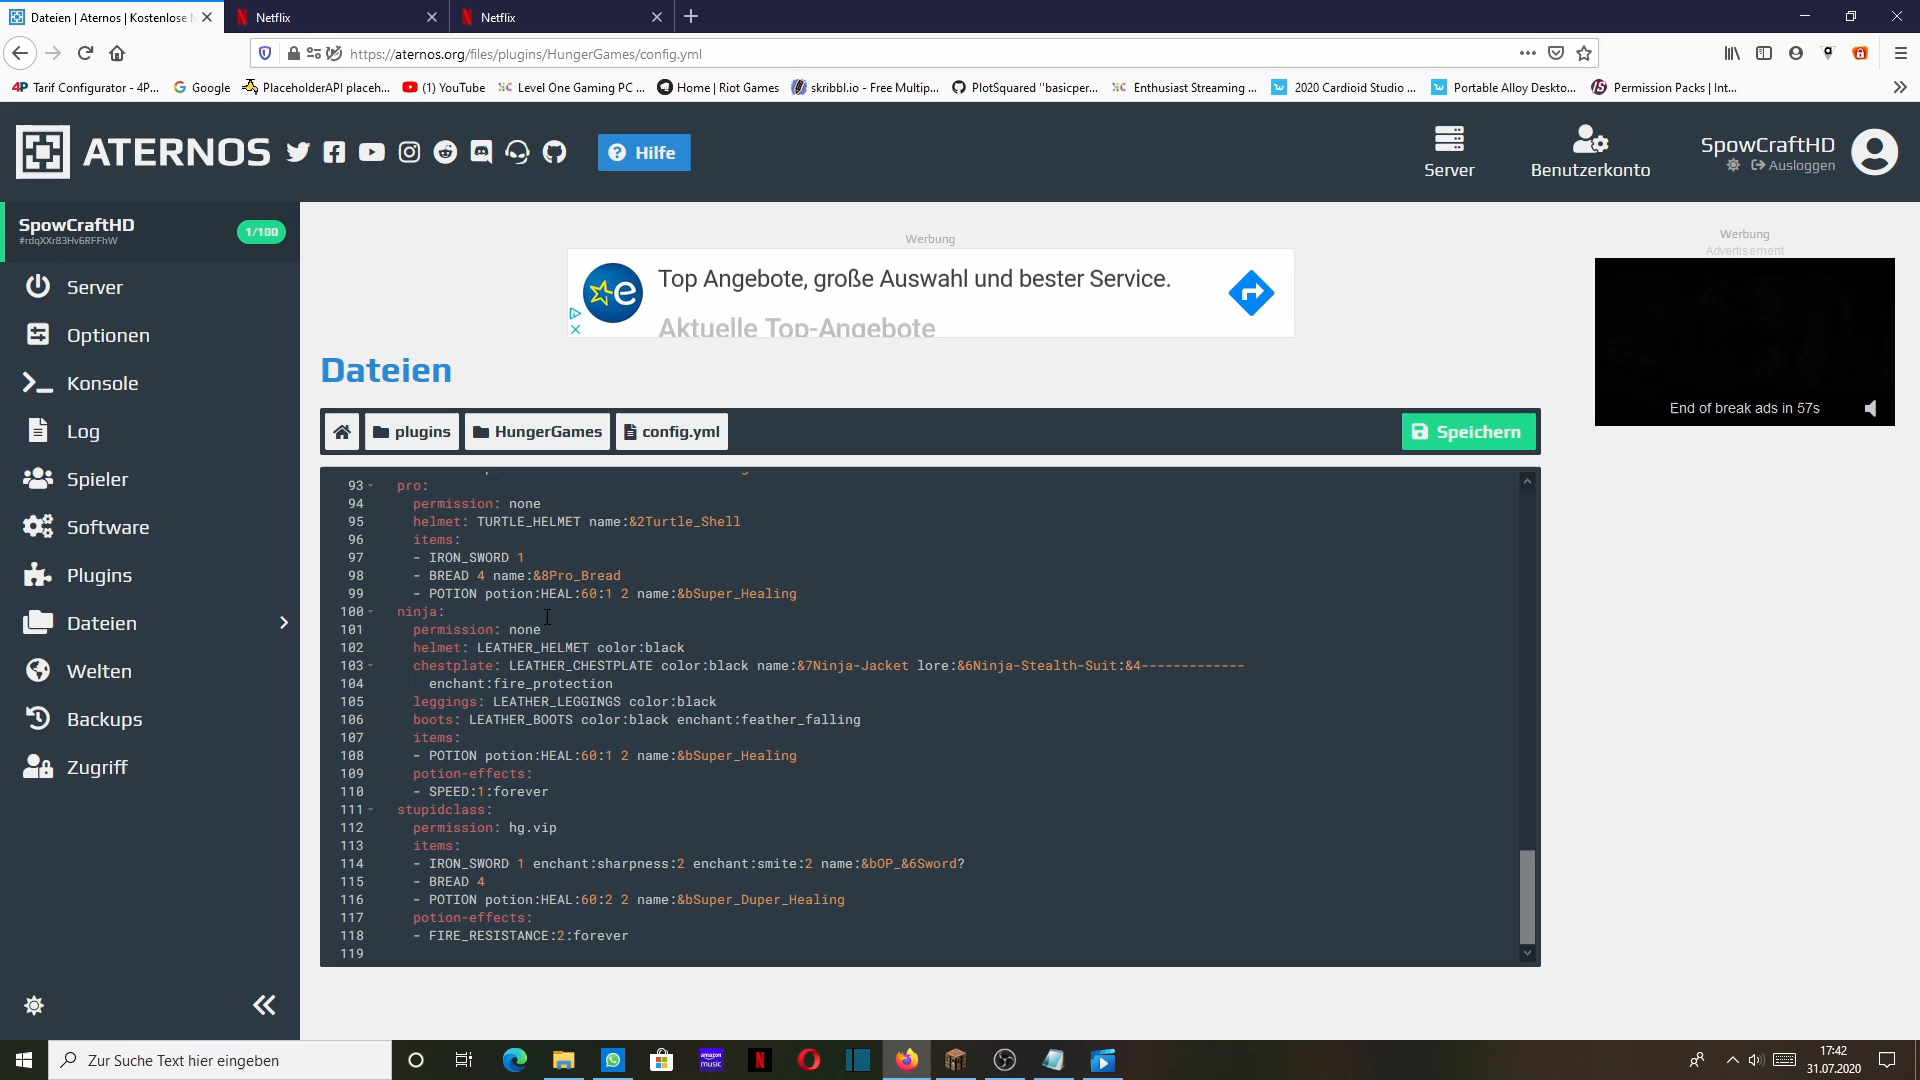 Dateien | Aternos | Kostenlose
Netflix
Netflix
https://aternos.org/files/plugins/HungerGames/config.yml
4P Tarif Configurator - 4P...
Google
PlaceholderAPI placeh...
(1) YouTube
Level One Gaming PC ...
Home | Riot Games
skribbl.io - Free Multip...
PlotSquared "basicper...
Enthusiast Streaming ...
2020 Cardioid Studio ...
Portable Alloy Deskto...
Permission Packs | Int...
ATERNOS
Hilfe
Server
Benutzerkonto
SpowCraftHD
Ausloggen
SpowCraftHD
#rdqXXr83Hv6RFFhW
1/100
Server
Optionen
Konsole
Log
Spieler
Software
Plugins
Dateien
Welten
Backups
Zugriff
Werbung
Top Angebote, große Auswahl und bester Service.
Aktuelle Top-Angebote
Werbung
Advertisement
End of break ads in 57s
Dateien
plugins
HungerGames
config.yml
Speichern
93 pro:
94 permission: none
95 helmet: TURTLE_HELMET name:&2Turtle_Shell
96 items:
97 - IRON_SWORD 1
98 - BREAD 4 name:&8Pro_Bread
99 - POTION potion:HEAL:60:1 2 name:&bSuper_Healing
100 ninja:
101 permission: none
102 helmet: LEATHER_HELMET color:black
103 chestplate: LEATHER_CHESTPLATE color:black name:&7Ninja-Jacket lore:&6Ninja-Stealth-Suit:&4-------------
104 enchant:fire_protection
105 leggings: LEATHER_LEGGINGS color:black
106 boots: LEATHER_BOOTS color:black enchant:feather_falling
107 items:
108 - POTION potion:HEAL:60:1 2 name:&bSuper_Healing
109 potion-effects:
110 - SPEED:1:forever
111 stupidclass:
112 permission: hg.vip
113 items:
114 - IRON_SWORD 1 enchant:sharpness:2 enchant:smite:2 name:&bOP_&6Sword?
115 - BREAD 4
116 - POTION potion:HEAL:60:2 2 name:&bSuper_Duper_Healing
117 potion-effects:
118 - FIRE_RESISTANCE:2:forever
119
Zur Suche Text hier eingeben
amazon music
17:42
31.07.2020